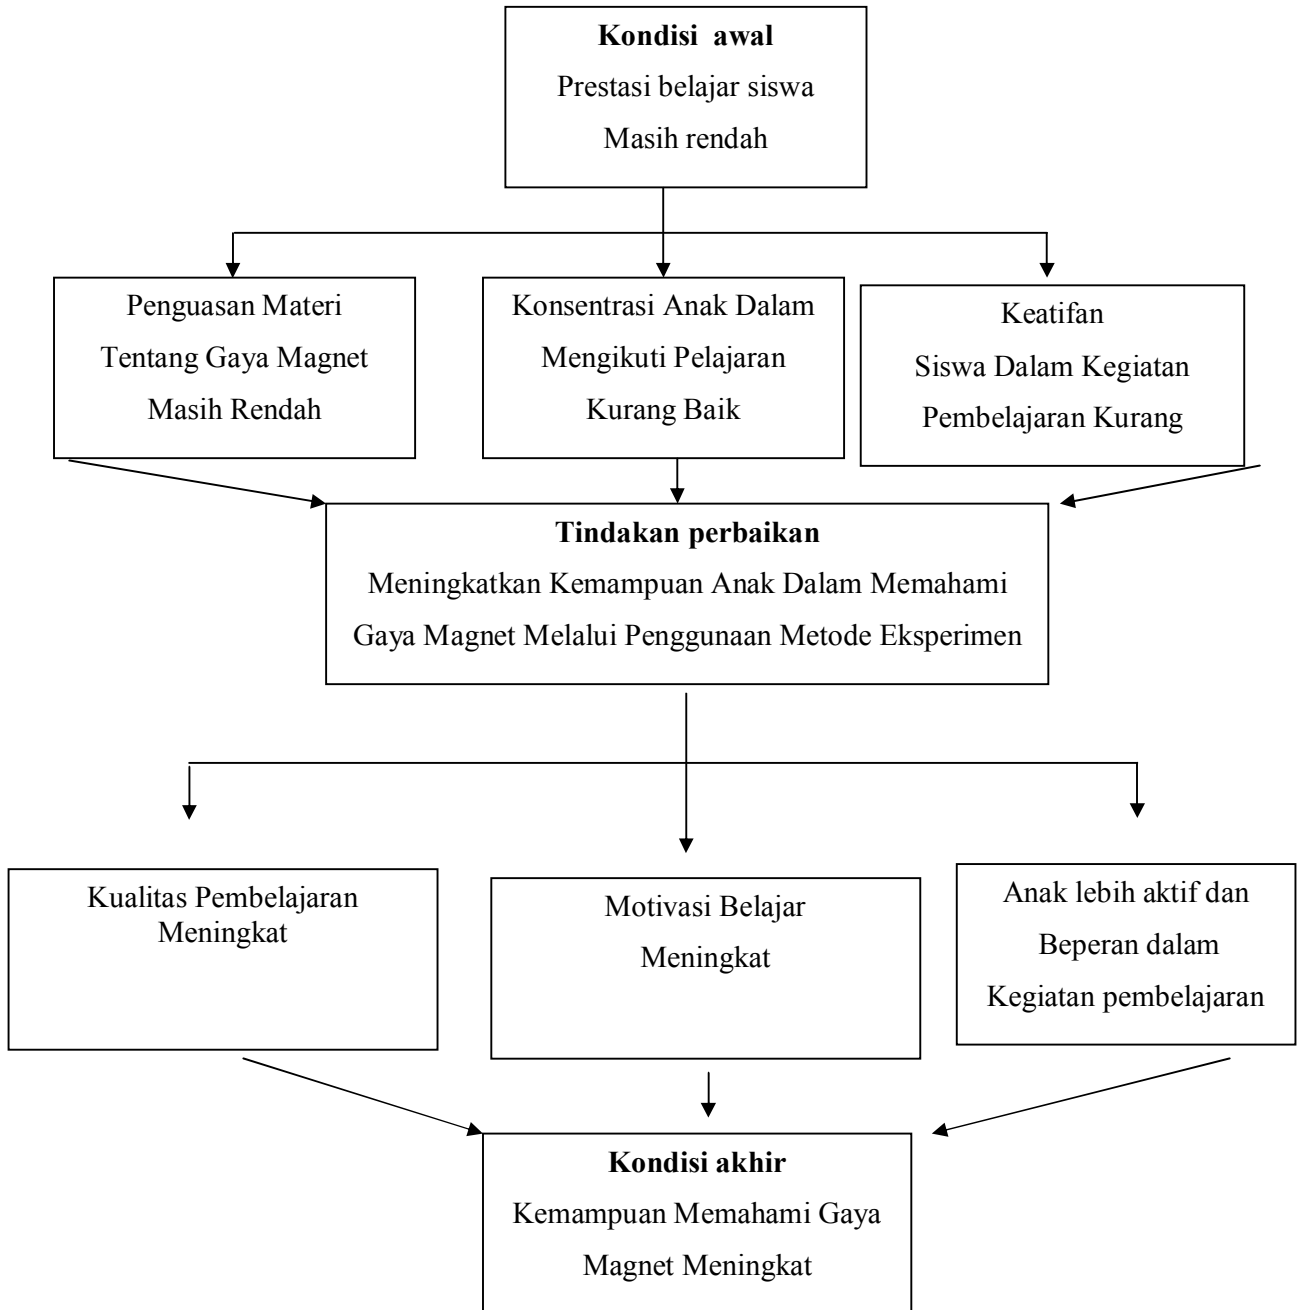 Kondisi awal
Prestasi belajar siswa
Masih rendah
Penguasan Materi
Tentang Gaya Magnet
Masih Rendah
Konsentrasi Anak Dalam
Mengikuti Pelajaran
Kurang Baik
Keatifan
Siswa Dalam Kegiatan
Pembelajaran Kurang
Tindakan perbaikan
Meningkatkan Kemampuan Anak Dalam Memahami
Gaya Magnet Melalui Penggunaan Metode Eksperimen
Kualitas Pembelajaran
Meningkat
Motivasi Belajar
Meningkat
Anak lebih aktif dan
Beperan dalam
Kegiatan pembelajaran
Kondisi akhir
Kemampuan Memahami Gaya
Magnet Meningkat